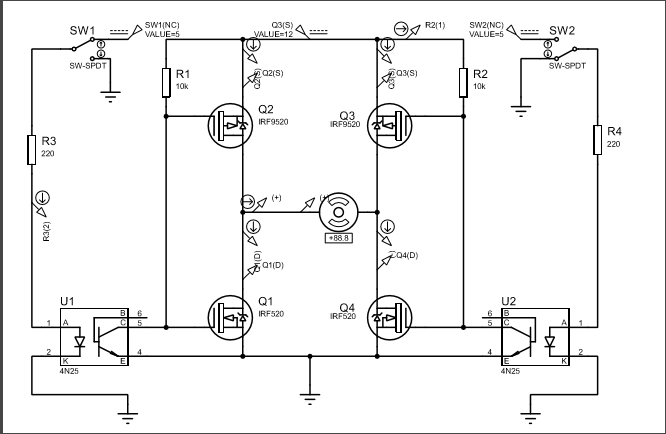 SW1
SW1(NC)
VALUE=5
SW-SPDT
Q3(S)
VALUE=12
R2(1)
SW2(NC)
VALUE=5
SW2
SW-SPDT
R1
10k
Q2(S)
Q2(S)
Q3(S)
Q3(S)
R2
10k
Q2
IRF9520
Q3
IRF9520
R3
220
R4
220
R3(2)
(+)
(+)
+88.8
Q1(D)
Q1(D)
Q4(D)
U1
Q1
IRF520
Q4
IRF520
U2
1
A
B
6
C
5
2
K
E
4
4N25
6
B
5
C
A
1
4
E
K
2
4N25